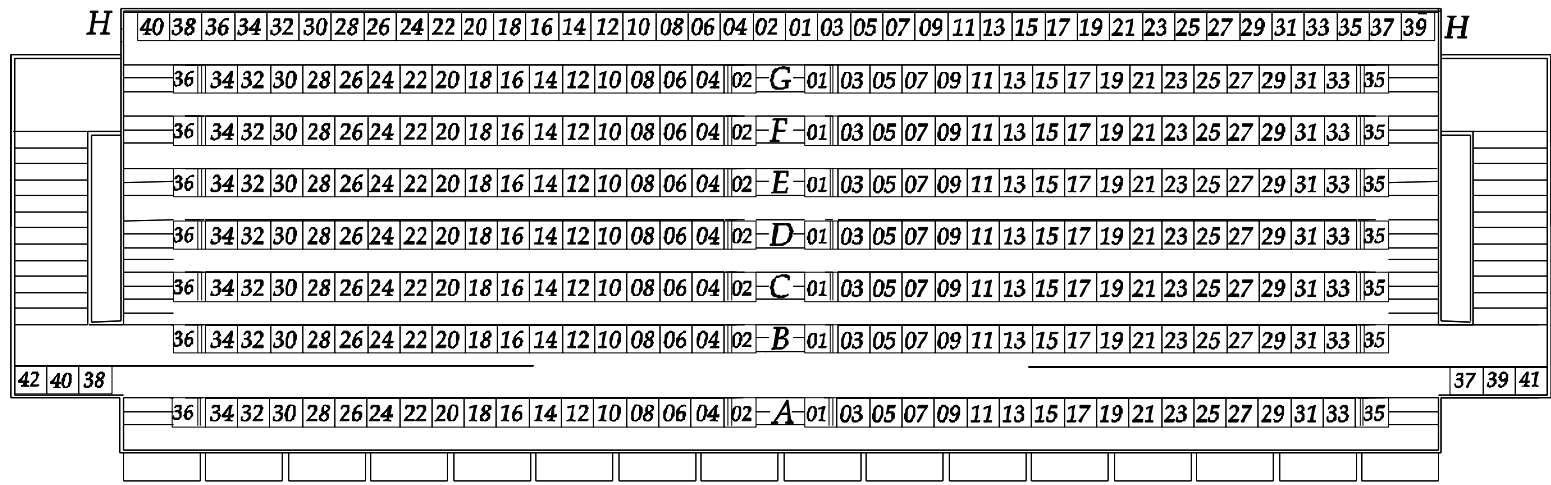 H 40 38 36 34 32 30 28 26 24 22 20 18 16 14 12 10 08 06 04 02 01 03 05 07 09 11 13 15 17 19 21 23 25 27 29 31 33 35 37 39 H
36 34 32 30 28 26 24 22 20 18 16 14 12 10 08 06 04 02 G 01 03 05 07 09 11 13 15 17 19 21 23 25 27 29 31 33 35
36 34 32 30 28 26 24 22 20 18 16 14 12 10 08 06 04 02 F 01 03 05 07 09 11 13 15 17 19 21 23 25 27 29 31 33 35
36 34 32 30 28 26 24 22 20 18 16 14 12 10 08 06 04 02 E 01 03 05 07 09 11 13 15 17 19 21 23 25 27 29 31 33 35
36 34 32 30 28 26 24 22 20 18 16 14 12 10 08 06 04 02 D 01 03 05 07 09 11 13 15 17 19 21 23 25 27 29 31 33 35
36 34 32 30 28 26 24 22 20 18 16 14 12 10 08 06 04 02 C 01 03 05 07 09 11 13 15 17 19 21 23 25 27 29 31 33 35
36 34 32 30 28 26 24 22 20 18 16 14 12 10 08 06 04 02 B 01 03 05 07 09 11 13 15 17 19 21 23 25 27 29 31 33 35
42 40 38 37 39 41
36 34 32 30 28 26 24 22 20 18 16 14 12 10 08 06 04 02 A 01 03 05 07 09 11 13 15 17 19 21 23 25 27 29 31 33 35